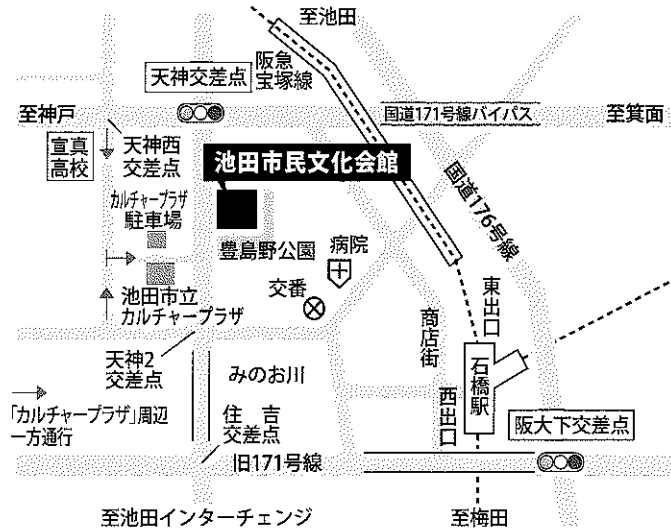 至池田
阪急
宝塚線
天神交差点
至神戸
国道171号線バイパス
至箕面
宣真
高校
天神西
交差点
池田市民文化会館
国道176号線
カルチャープラザ
駐車場
豊島野公園
病院
交番
東出口
池田市立
カルチャープラザ
商店街
天神2
交差点
みのお川
石橋駅
西出口
「カルチャープラザ」周辺
一方通行
住吉
交差点
阪大下交差点
旧171号線
至池田インターチェンジ
至梅田